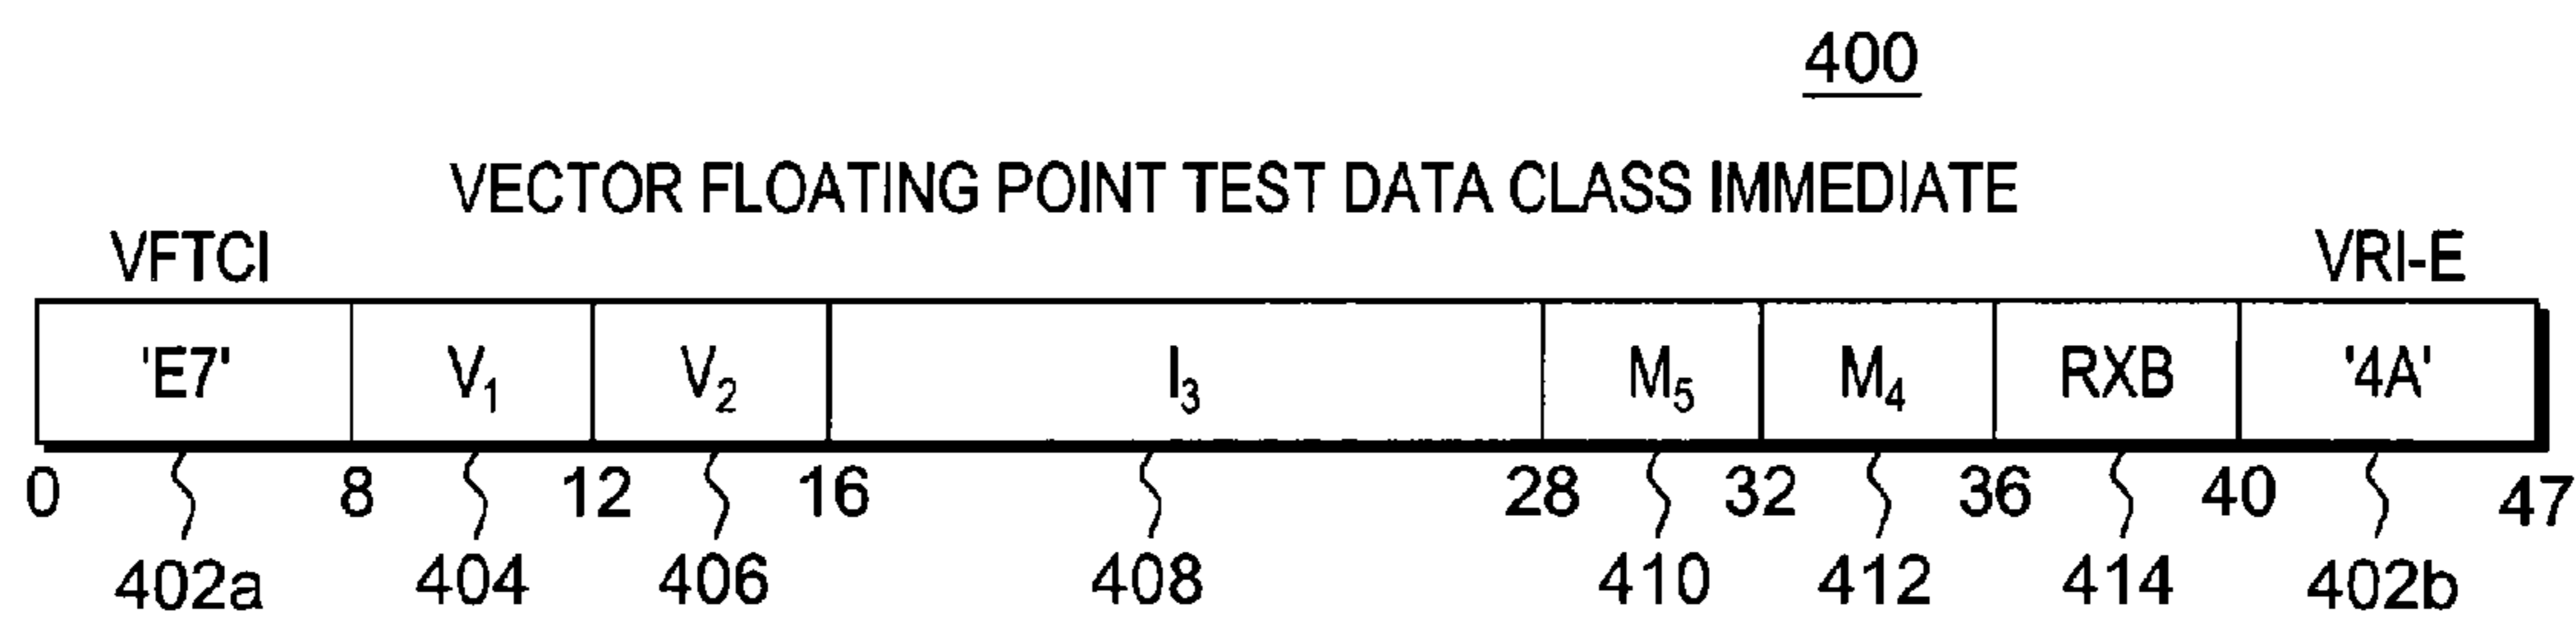 400
VECTOR FLOATING POINT TEST DATA CLASS IMMEDIATE
VFTCI VRI-E
'E7' V₁ V₂ I₃ M₅ M₄ RXB '4A'
0 8 12 16 28 32 36 40 47
402a 404 406 408 410 412 414 402b